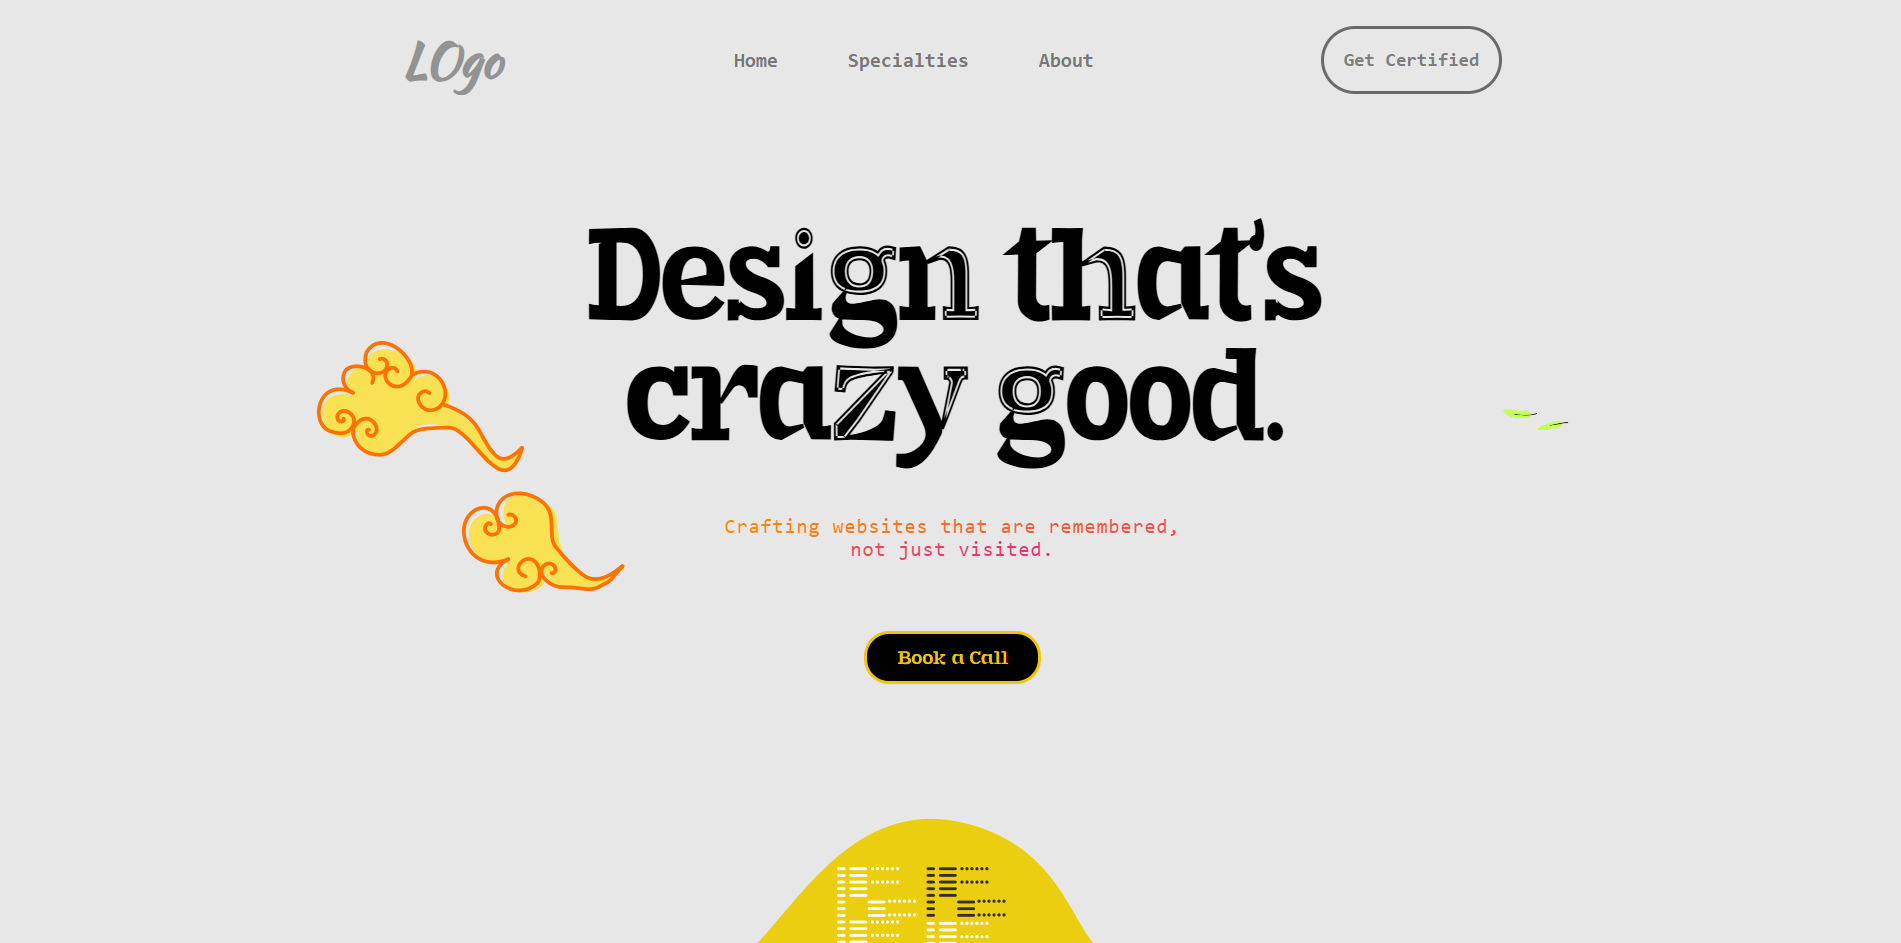 LOgo
Home
Specialties
About
Get Certified
Design that's
crazy good.
Crafting websites that are remembered,
not just visited.
Book a Call